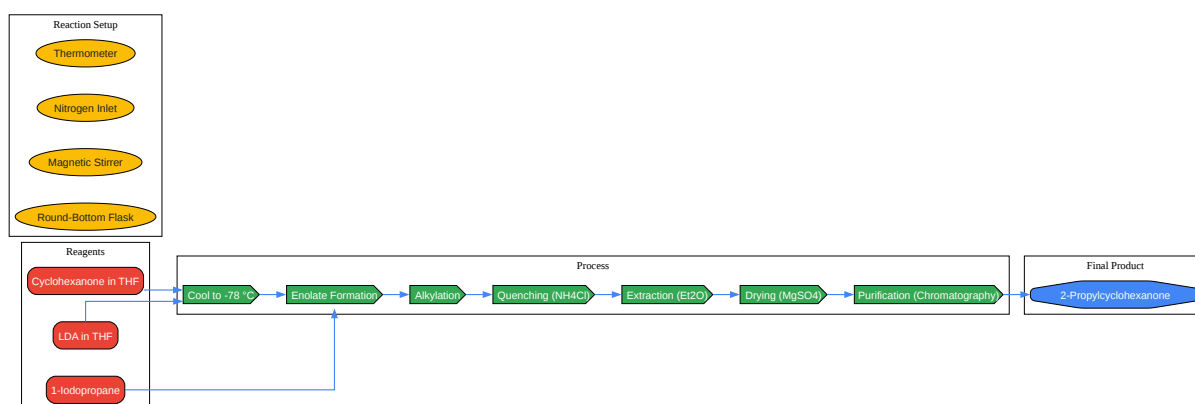 Reaction Setup
Thermometer
Nitrogen Inlet
Magnetic Stirrer
Round-Bottom Flask
Reagents
Cyclohexanone in THF
LDA in THF
1-Iodopropane
Process
Cool to -78 °C
Enolate Formation
Alkylation
Quenching (NH4Cl)
Extraction (Et2O)
Drying (MgSO4)
Purification (Chromatography)
Final Product
2-Propylcyclohexanone